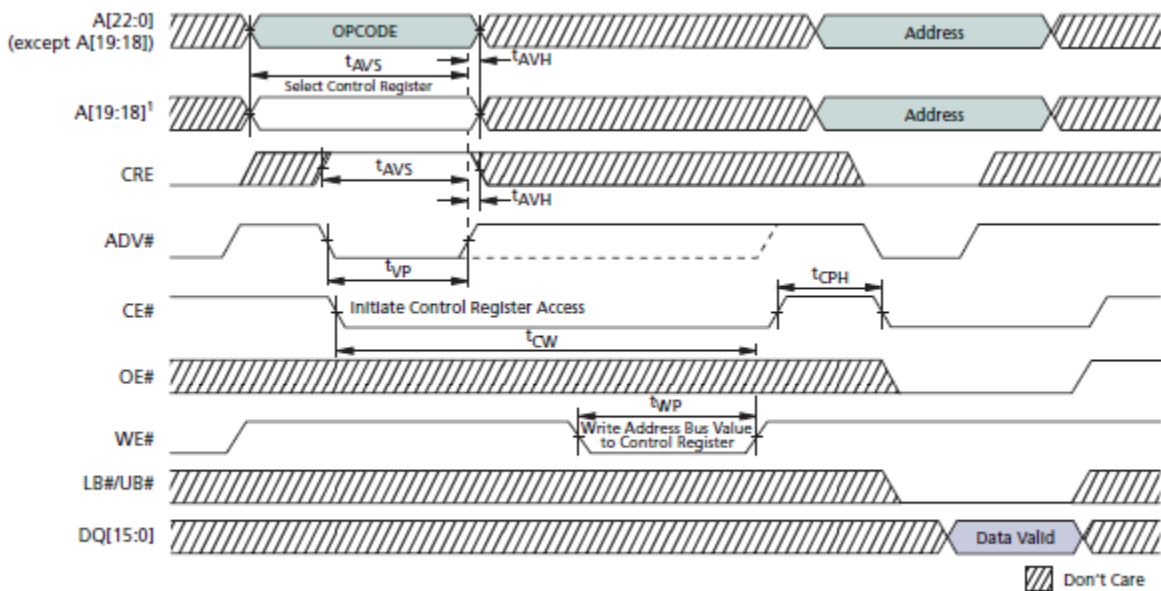 A[22:0]
(except A[19:18])
OPCODE
Address
tAVS
tAVH
Select Control Register
A[19:18]1
Address
CRE
tAVS
tAVH
ADV#
tVP
tCPH
CE#
Initiate Control Register Access
tCW
OE#
tWP
WE#
Write Address Bus Value
to Control Register
LB#/UB#
DQ[15:0]
Data Valid
Don't Care